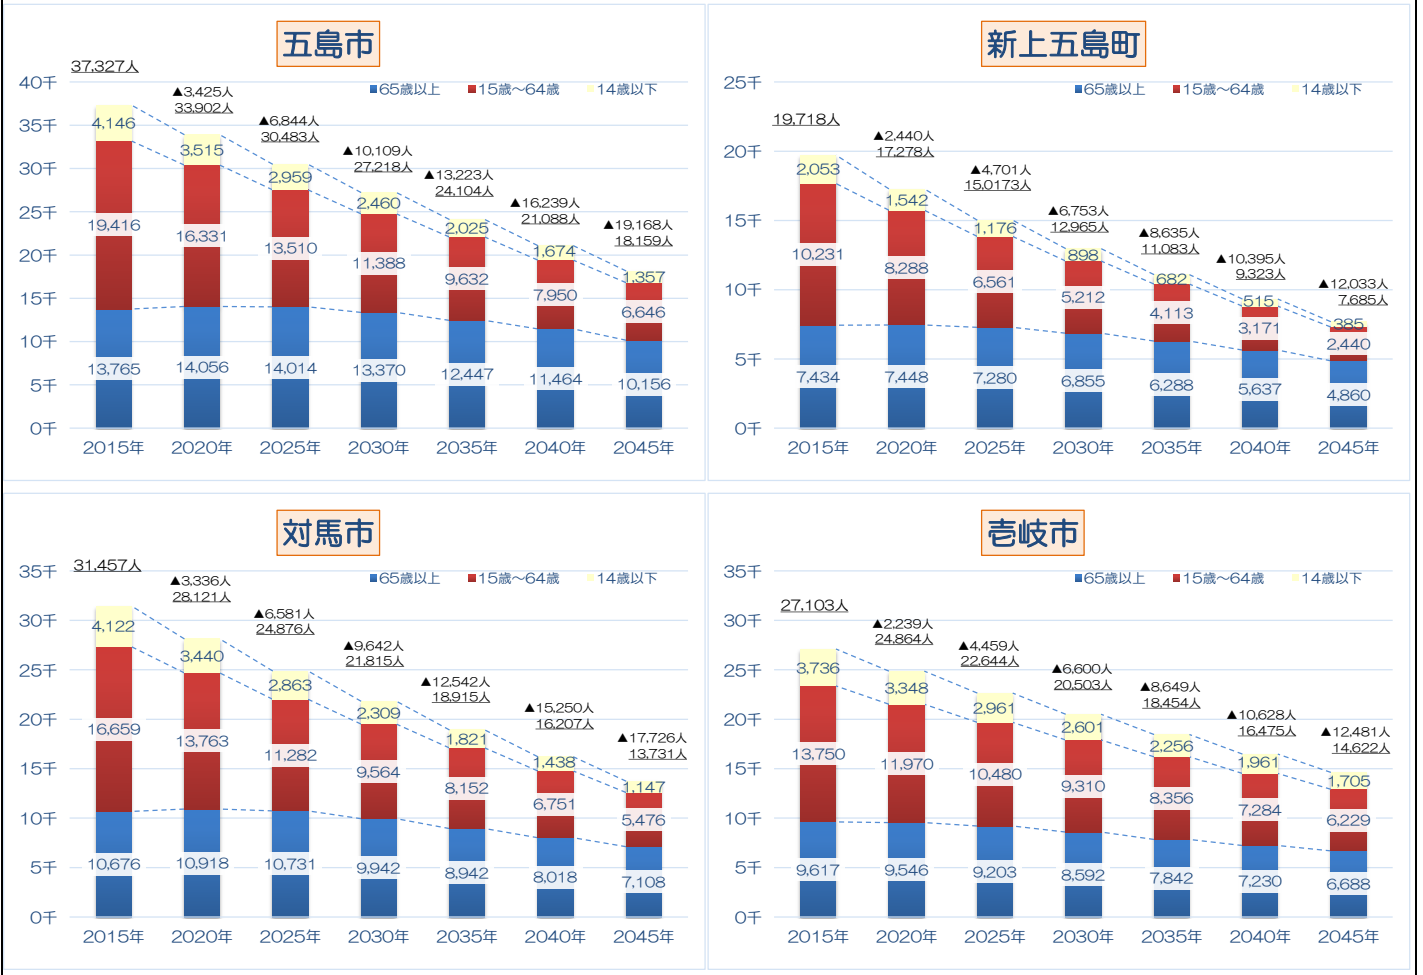 五島市
37,327人
40千
35千
30千
25千
20千
15千
10千
5千
0千
■65歳以上 ■15歳～64歳 14歳以下
▲3,425人
33,902人
▲6,844人
30,483人
▲10,109人
27,218人
▲13,223人
24,104人
▲16,239人
21,088人
▲19,168人
18,159人
4,146 3,515 2,959 2,460 2,025 1,674 1,357
19,416 16,331 13,510 11,388 9,632 7,950 6,646
13,765 14,056 14,014 13,370 12,447 11,464 10,156
2015年 2020年 2025年 2030年 2035年 2040年 2045年
新上五島町
19,718人
25千
20千
15千
10千
5千
0千
■65歳以上 ■15歳～64歳 14歳以下
▲2,440人
17,278人
▲4,701人
15,0173人
▲6,753人
12,965人
▲8,635人
11,083人
▲10,395人
9,323人
▲12,033人
7,685人
2,053 1,542 1,176 898 682 515 385
10,231 8,288 6,561 5,212 4,113 3,171 2,440
7,434 7,448 7,280 6,855 6,288 5,637 4,860
2015年 2020年 2025年 2030年 2035年 2040年 2045年
対馬市
31,457人
35千
30千
25千
20千
15千
10千
5千
0千
■65歳以上 ■15歳～64歳 14歳以下
▲3,336人
28,121人
▲6,581人
24,876人
▲9,642人
21,815人
▲12,542人
18,915人
▲15,250人
16,207人
▲17,726人
13,731人
4,122 3,440 2,863 2,309 1,821 1,438 1,147
16,659 13,763 11,282 9,564 8,152 6,751 5,476
10,676 10,918 10,731 9,942 8,942 8,018 7,108
2015年 2020年 2025年 2030年 2035年 2040年 2045年
壱岐市
27,103人
35千
30千
25千
20千
15千
10千
5千
0千
■65歳以上 ■15歳～64歳 14歳以下
▲2,239人
24,864人
▲4,459人
22,644人
▲6,600人
20,503人
▲8,649人
18,454人
▲10,628人
16,475人
▲12,481人
14,622人
3,736 3,348 2,961 2,601 2,256 1,961 1,705
13,750 11,970 10,480 9,310 8,356 7,284 6,229
9,617 9,546 9,203 8,592 7,842 7,230 6,688
2015年 2020年 2025年 2030年 2035年 2040年 2045年